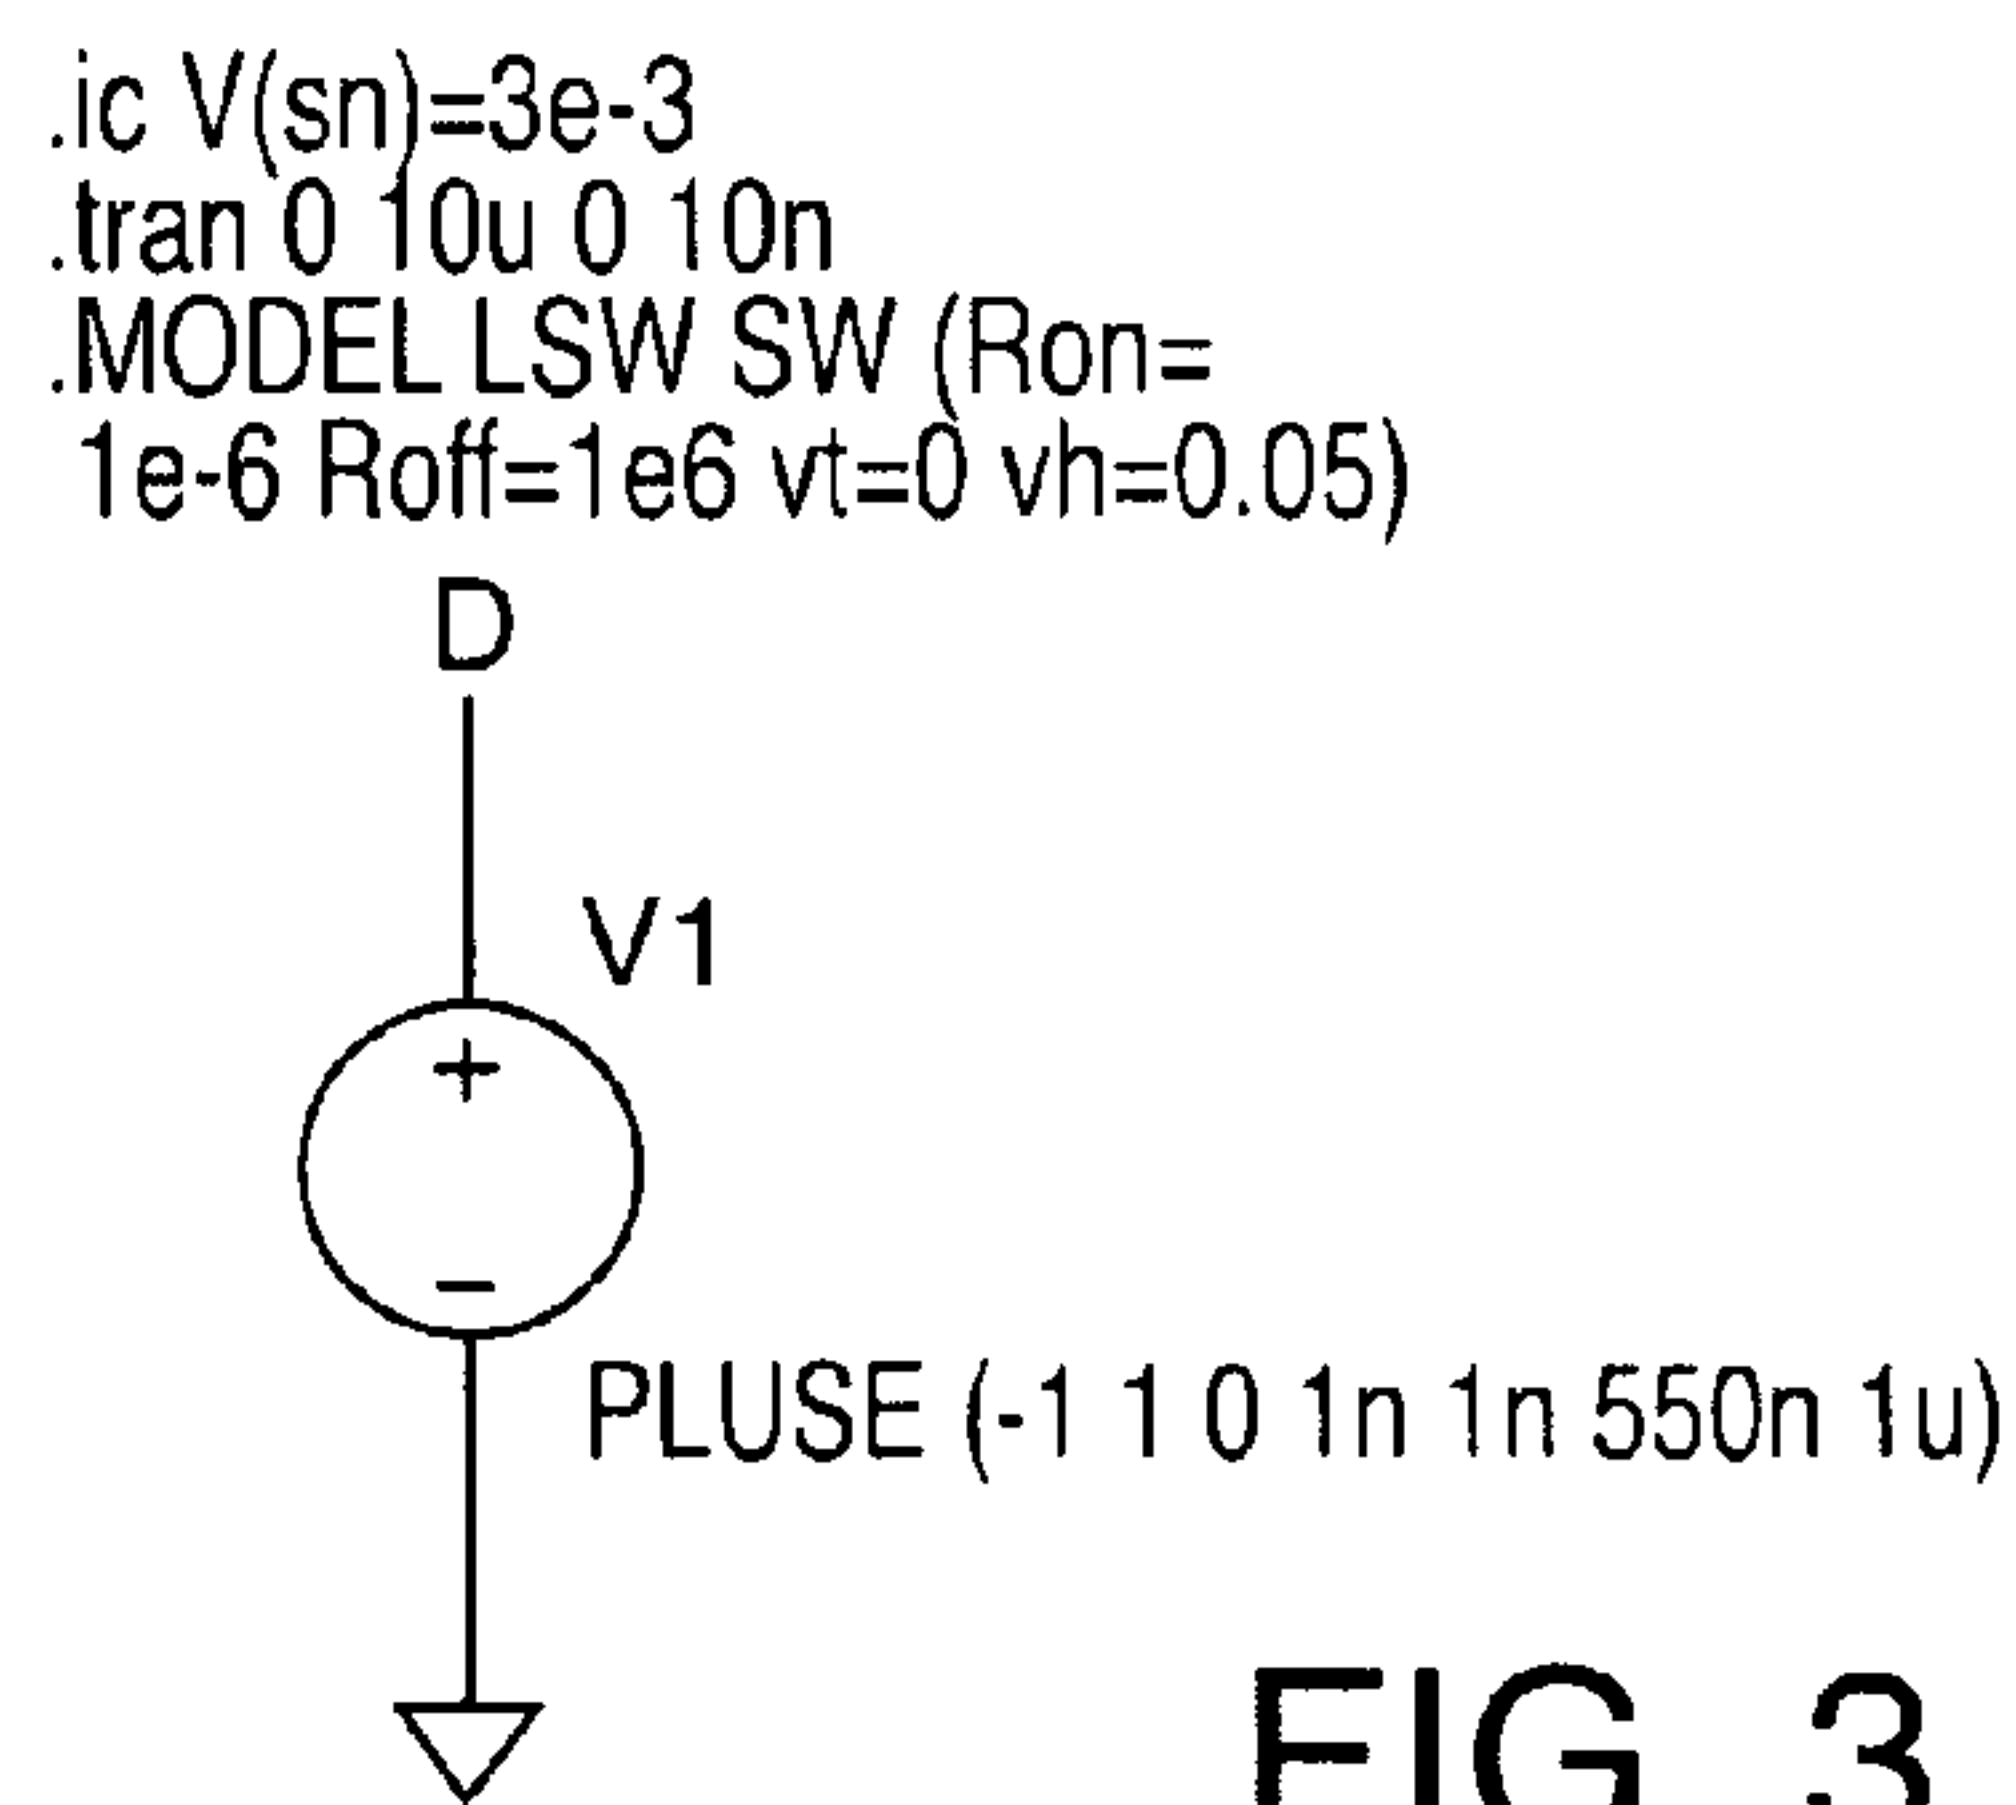 .ic V(sn)=3e-3
.tran 0 10u 0 10n
.MODEL LSW SW (Ron=
1e-6 Roff=1e6 vt=0 vh=0.05)
D
V1
+
−
PLUSE (-1 1 0 1n 1n 550n 1u)
FIG. 3